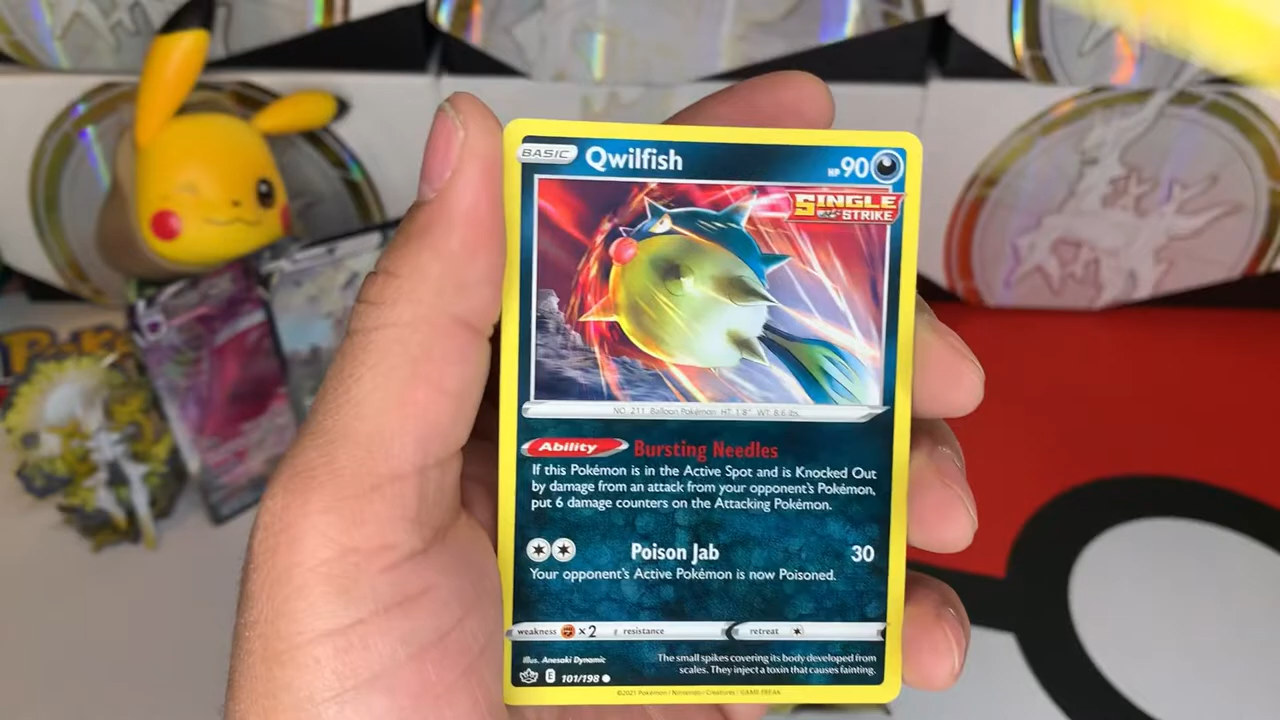 BASIC Qwilfish HP 90
SINGLE
STRIKE
NO. 211 Balloon Pokémon HT: 1'8" WT: 8.6 lbs.
Ability Bursting Needles
If this Pokémon is in the Active Spot and is Knocked Out
by damage from an attack from your opponent's Pokémon,
put 6 damage counters on the Attacking Pokémon.
Poison Jab 30
Your opponent's Active Pokémon is now Poisoned.
weakness ×2 resistance retreat
Illus. Anesaki Dynamic
The small spikes covering its body developed from
scales. They inject a toxin that causes fainting.
E 101/198
©2021 Pokémon / Nintendo / Creatures / GAME FREAK